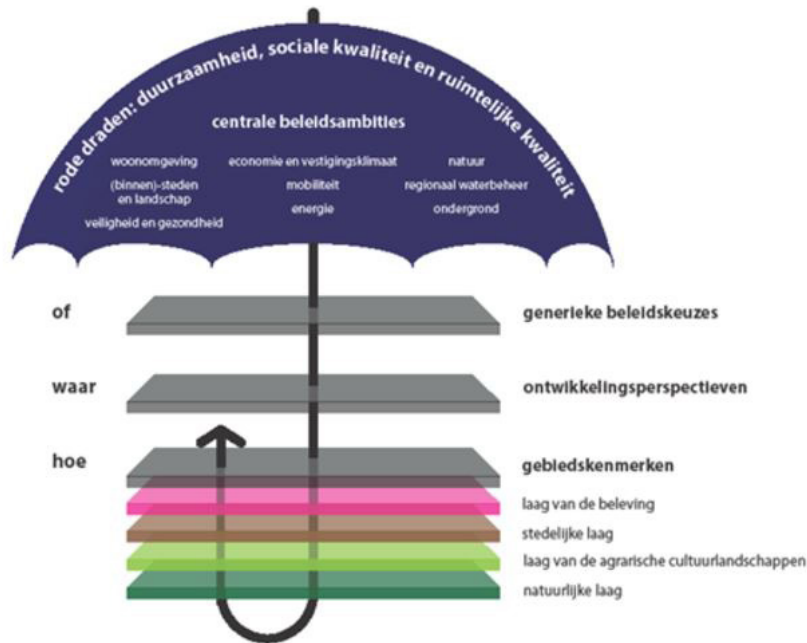 rode draden: duurzaamheid, sociale kwaliteit en ruimtelijke kwaliteit
centrale beleidsambities
woonomgeving
(binnen)-steden
en landschap
veiligheid en gezondheid
economie en vestigingsklimaat
mobiliteit
energie
natuur
regionaal waterbeheer
ondergrond
of
generieke beleidskeuzes
waar
ontwikkelingsperspectieven
hoe
gebiedskenmerken
laag van de beleving
stedelijke laag
laag van de agrarische cultuurlandschappen
natuurlijke laag